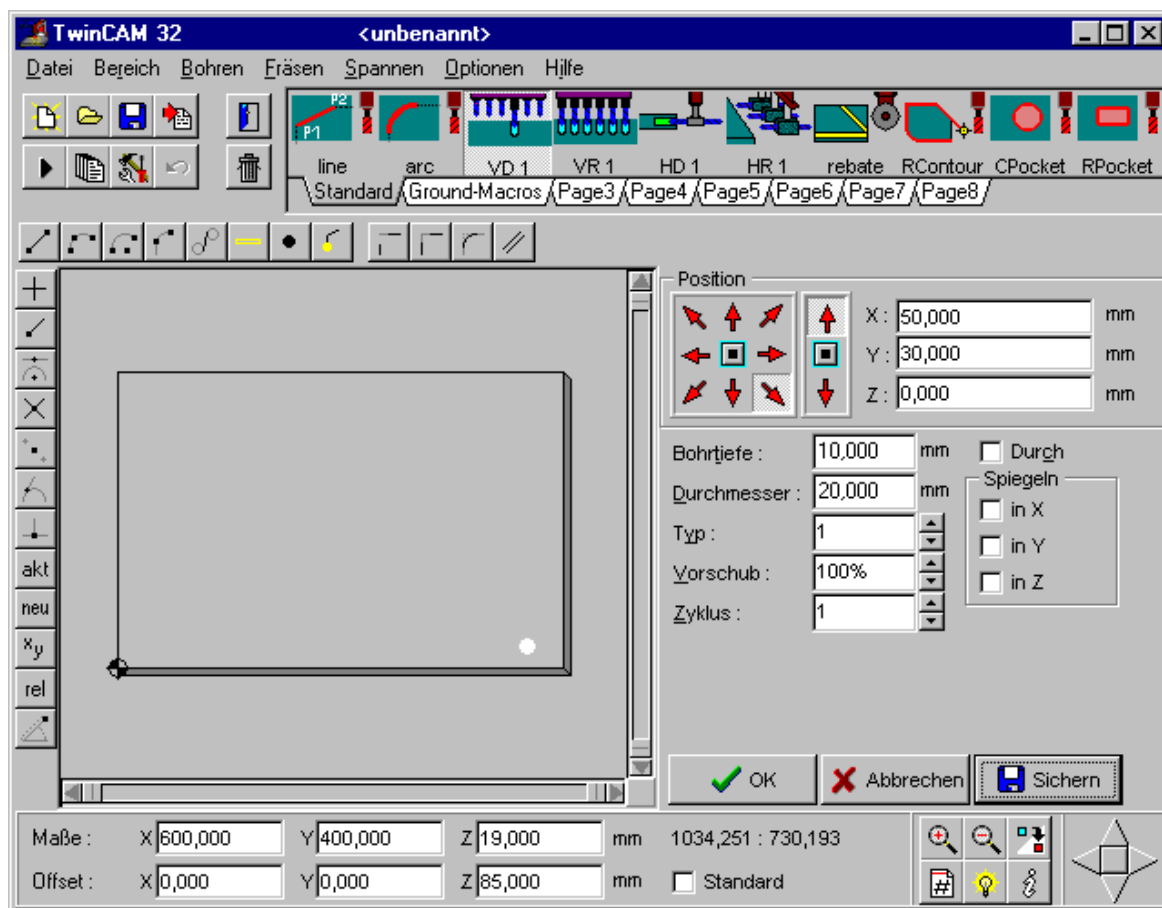 TwinCAM 32 <unbenannt>
Datei Bereich Bohren Fräsen Spannen Optionen Hilfe
P2
P1
line arc VD 1 VR 1 HD 1 HR 1 rebate RContour CPocket RPocket
Standard Ground-Macros Page3 Page4 Page5 Page6 Page7 Page8
Position
X : 50,000 mm
Y : 30,000 mm
Z : 0,000 mm
Bohrtiefe : 10,000 mm Durch
Durchmesser : 20,000 mm Spiegeln
Typ : 1 in X
in Y
Vorschub : 100%
in Z
Zyklus : 1
akt
neu
xy
rel
OK Abbrechen Sichern
Maße : X 600,000 Y 400,000 Z 19,000 mm 1034,251 : 730,193
Offset : X 0,000 Y 0,000 Z 85,000 mm Standard